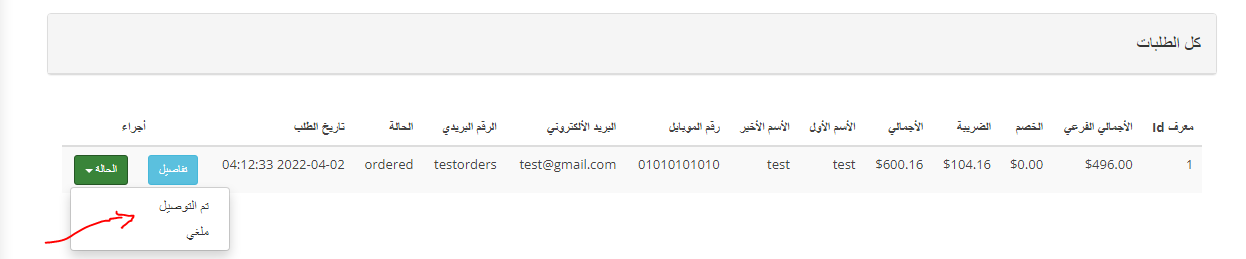 كل الطلبات
معرف Id الأجمالي الفرعي الخصم الضريبة الأجمالي الأسم الأول الأسم الأخير رقم الموبايل البريد الألكتروني الرقم البريدي الحالة تاريخ الطلب أجراء
1 $496.00 $0.00 $104.16 $600.16 test test 01010101010 test@gmail.com testorders ordered 2022-04-02 04:12:33 تفاصيل الحالة
تم التوصيل
ملغي